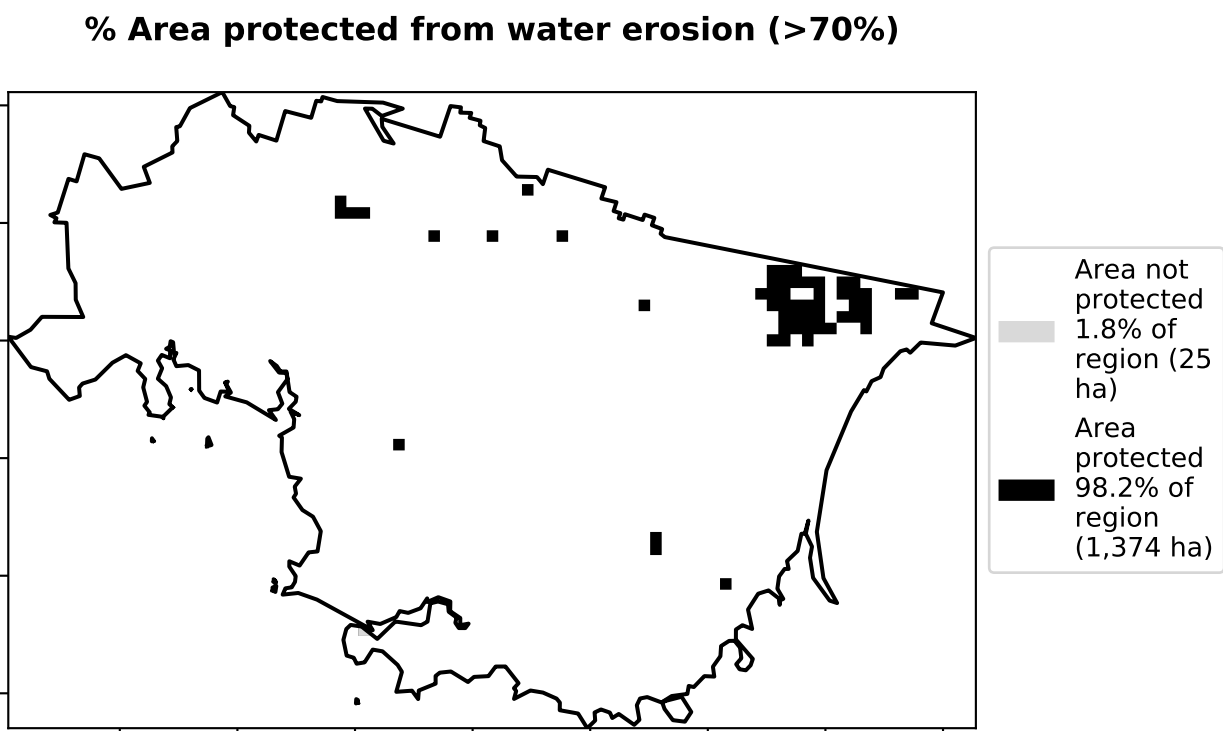 % Area protected from water erosion (>70%)
Area not
protected
1.8% of
region (25
ha)
Area
protected
98.2% of
region
(1,374 ha)